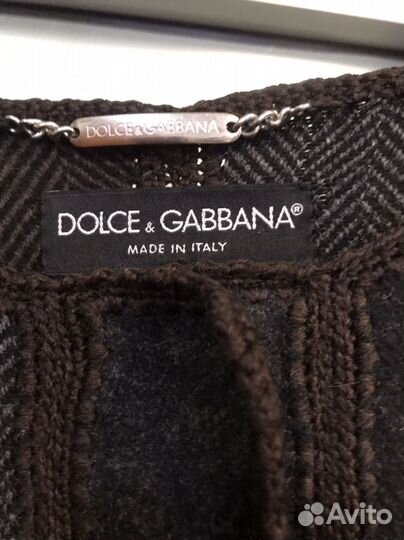 DOLCE&GABBANA
DOLCE & GABBANA®
MADE IN ITALY
Avito